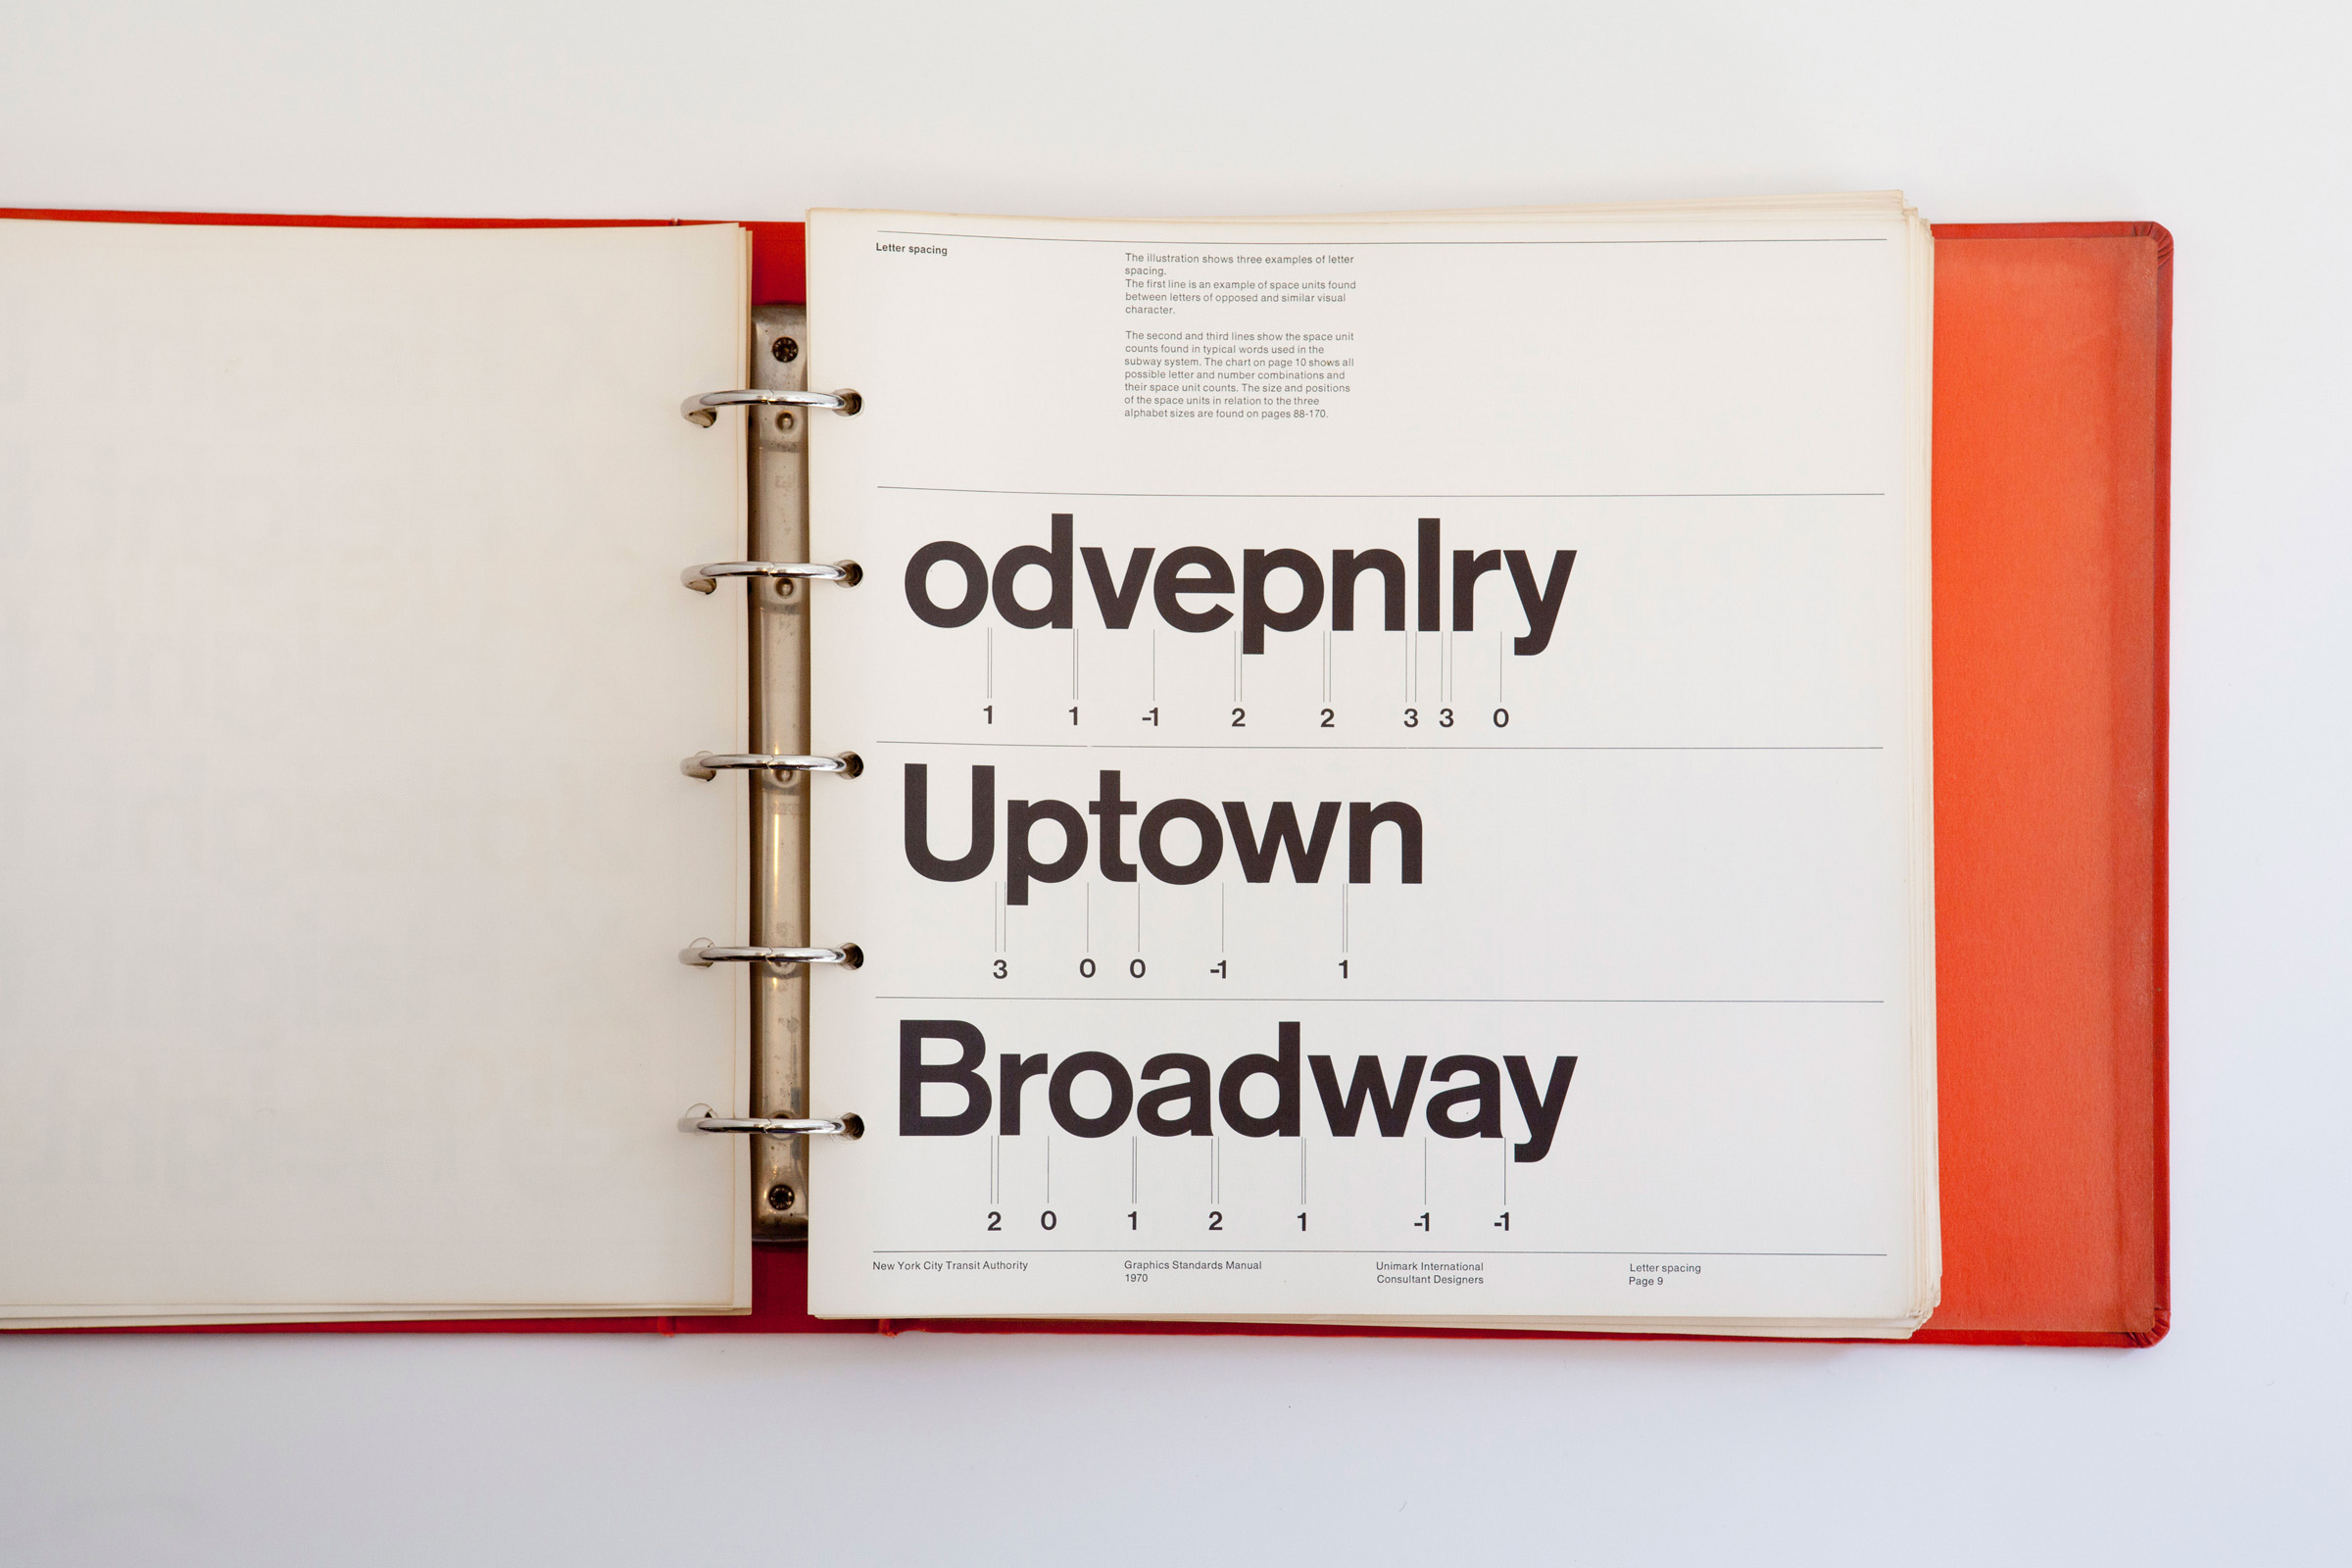 Letter spacing
The illustration shows three examples of letter
spacing.
The first line is an example of space units found
between letters of opposed and similar visual
character.
The second and third lines show the space unit
counts found in typical words used in the
subway system. The chart on page 10 shows all
possible letter and number combinations and
their space unit counts. The size and positions
of the space units in relation to the three
alphabet sizes are found on pages 88-170.
odvepnlry
1 1 -1 2 2 3 3 0
Uptown
3 0 0 -1 1
Broadway
2 0 1 2 1 -1 -1
New York City Transit Authority
Graphics Standards Manual
1970
Unimark International
Consultant Designers
Letter spacing
Page 9